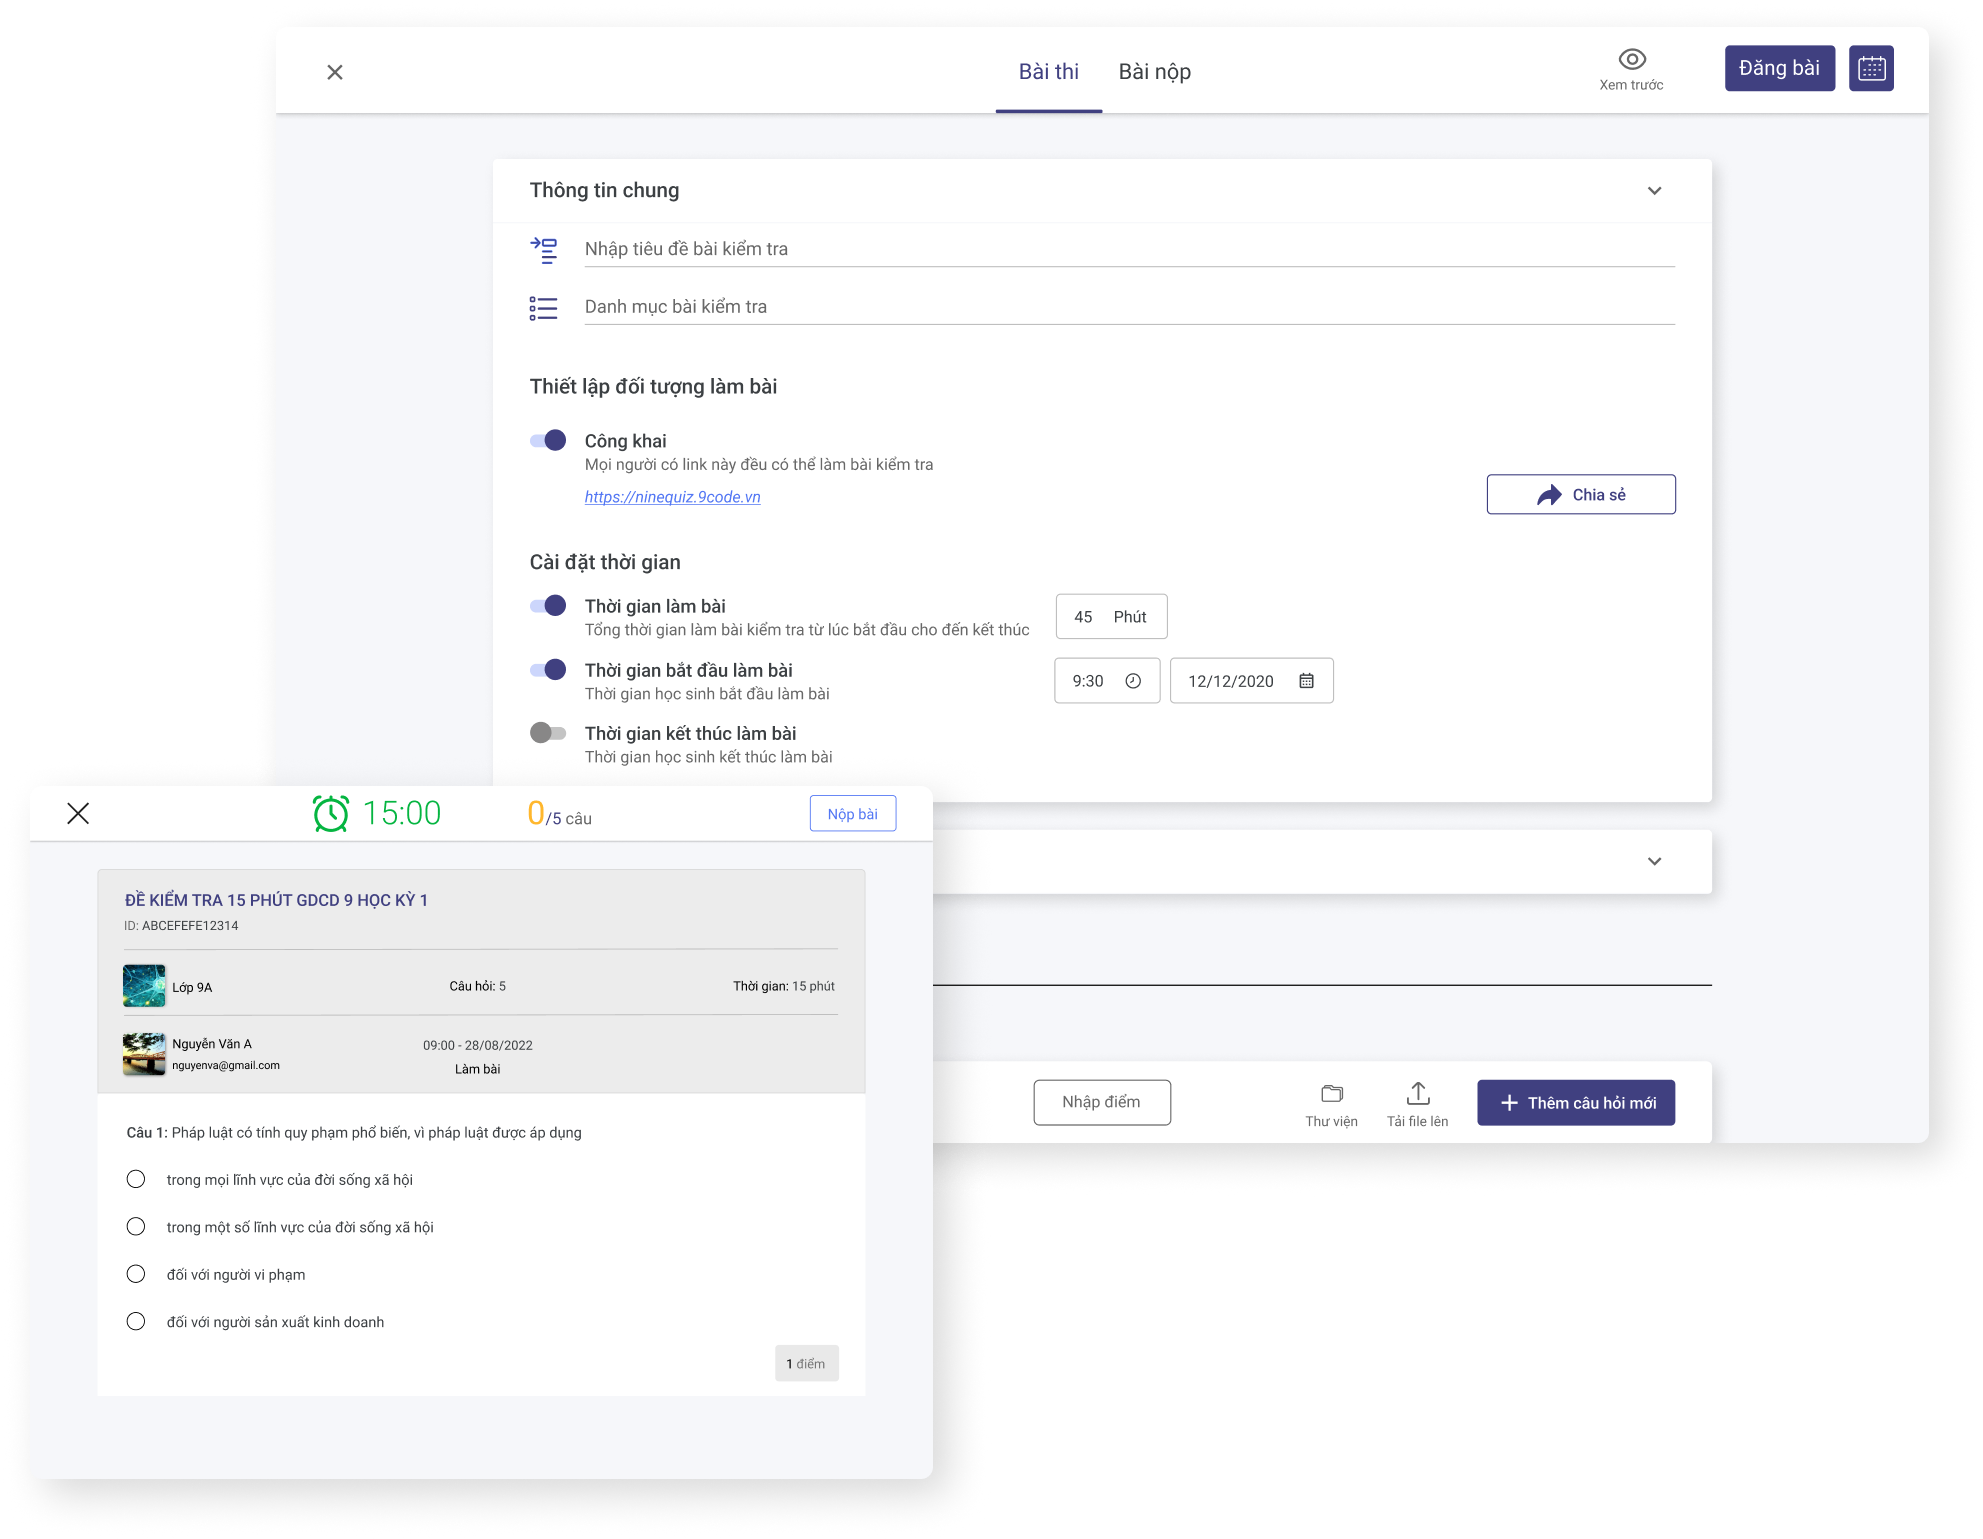 Bài thi
Bài nộp
Xem trước
Đăng bài
Thông tin chung
Nhập tiêu đề bài kiểm tra
Danh mục bài kiểm tra
Thiết lập đối tượng làm bài
Công khai
Mọi người có link này đều có thể làm bài kiểm tra
https://ninequiz.9code.vn
Chia sẻ
Cài đặt thời gian
Thời gian làm bài
Tổng thời gian làm bài kiểm tra từ lúc bắt đầu cho đến kết thúc
45 Phút
Thời gian bắt đầu làm bài
Thời gian học sinh bắt đầu làm bài
9:30
12/12/2020
Thời gian kết thúc làm bài
Thời gian học sinh kết thúc làm bài
Nhập điểm
Thư viện
Tải file lên
Thêm câu hỏi mới
15:00
0/5 câu
Nộp bài
ĐỀ KIỂM TRA 15 PHÚT GDCD 9 HỌC KỲ 1
ID: ABCEFEFE12314
Lớp 9A
Câu hỏi: 5
Thời gian: 15 phút
Nguyễn Văn A
nguyenva@gmail.com
09:00 - 28/08/2022
Làm bài
Câu 1: Pháp luật có tính quy phạm phổ biến, vì pháp luật được áp dụng
trong mọi lĩnh vực của đời sống xã hội
trong một số lĩnh vực của đời sống xã hội
đối với người vi phạm
đối với người sản xuất kinh doanh
1 điểm